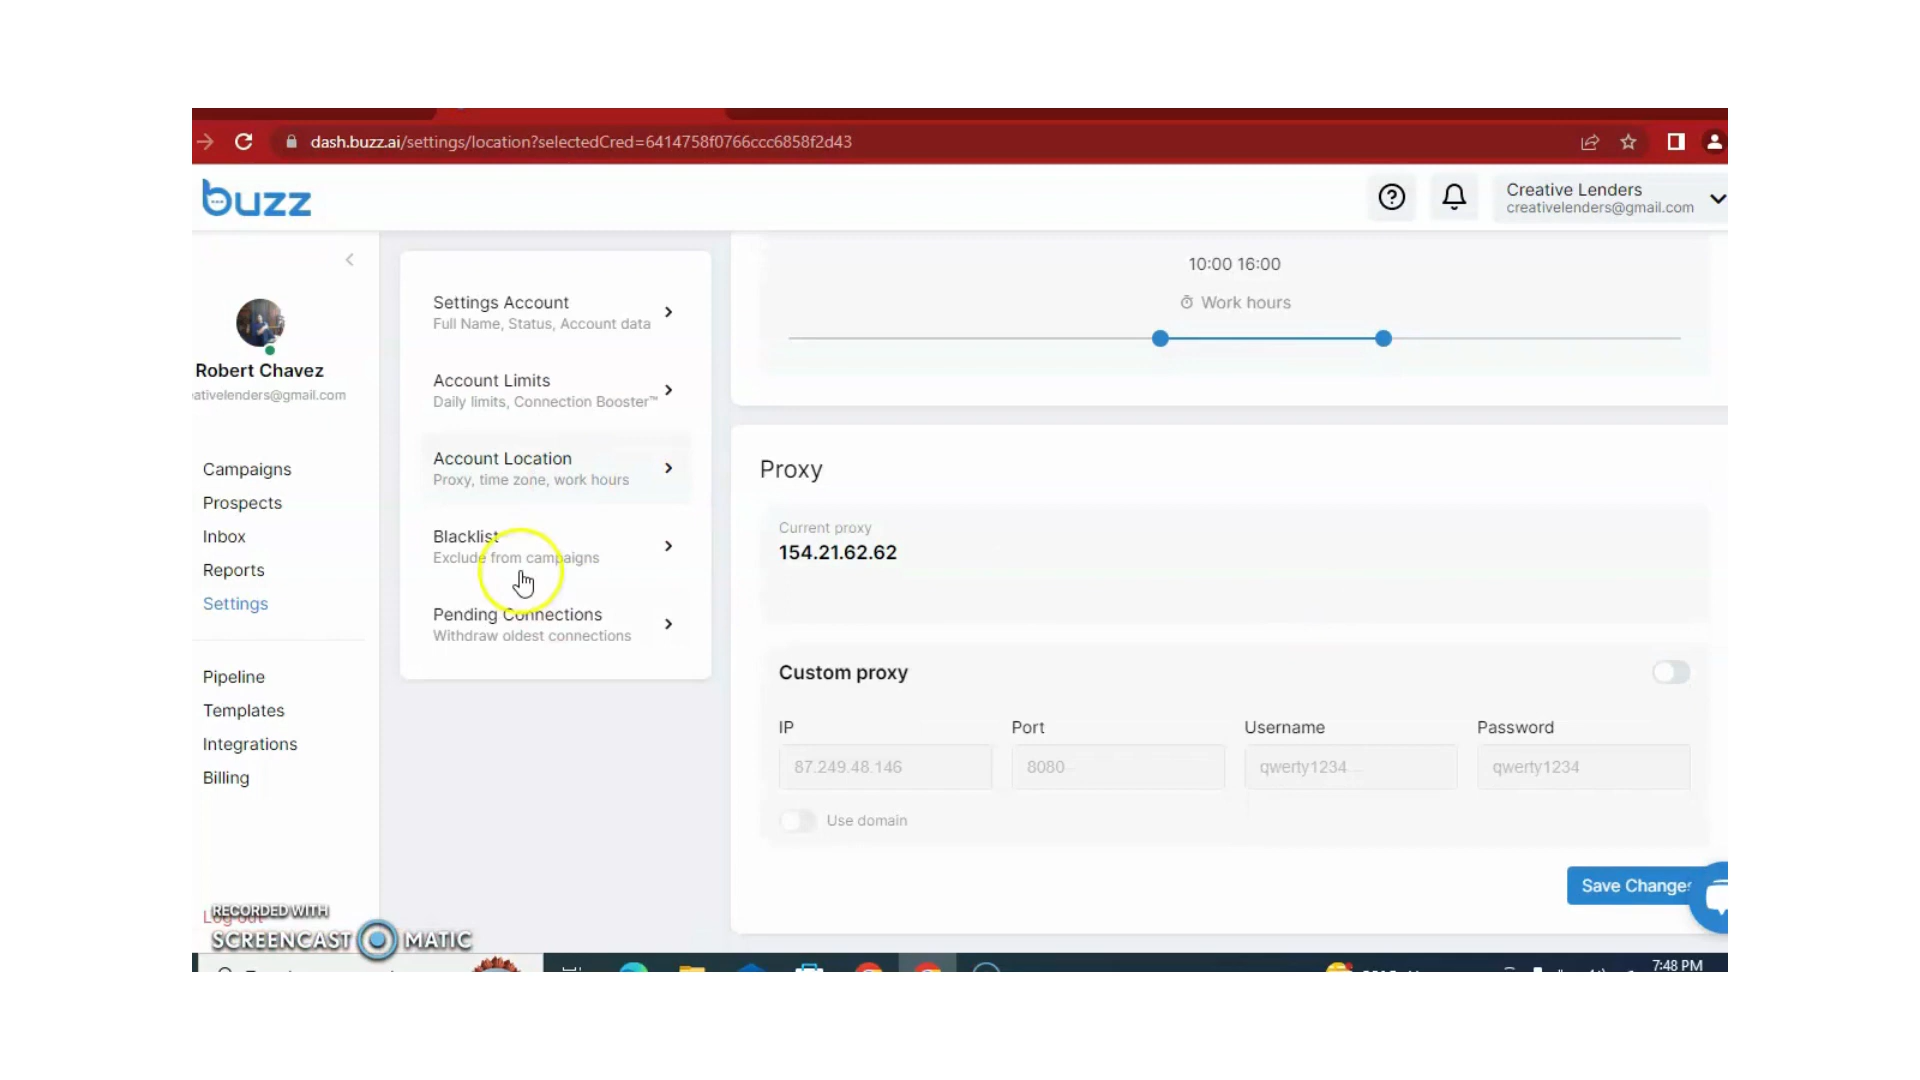 dash.buzz.ai/settings/location?selectedCred=6414758f0766ccc6858f2d43
buzz
Creative Lenders
creativelenders@gmail.com
Robert Chavez
ativelenders@gmail.com
Campaigns
Prospects
Inbox
Reports
Settings
Pipeline
Templates
Integrations
Billing
Log out
Settings Account
Full Name, Status, Account data
Account Limits
Daily limits, Connection Booster™
Account Location
Proxy, time zone, work hours
Blacklist
Exclude from campaigns
Pending Connections
Withdraw oldest connections
10:00 16:00
Work hours
Proxy
Current proxy
154.21.62.62
Custom proxy
IP Port Username Password
87.249.48.146 8080 qwerty1234 qwerty1234
Use domain
Save Changes
RECORDED WITH
SCREENCAST MATIC
7:48 PM